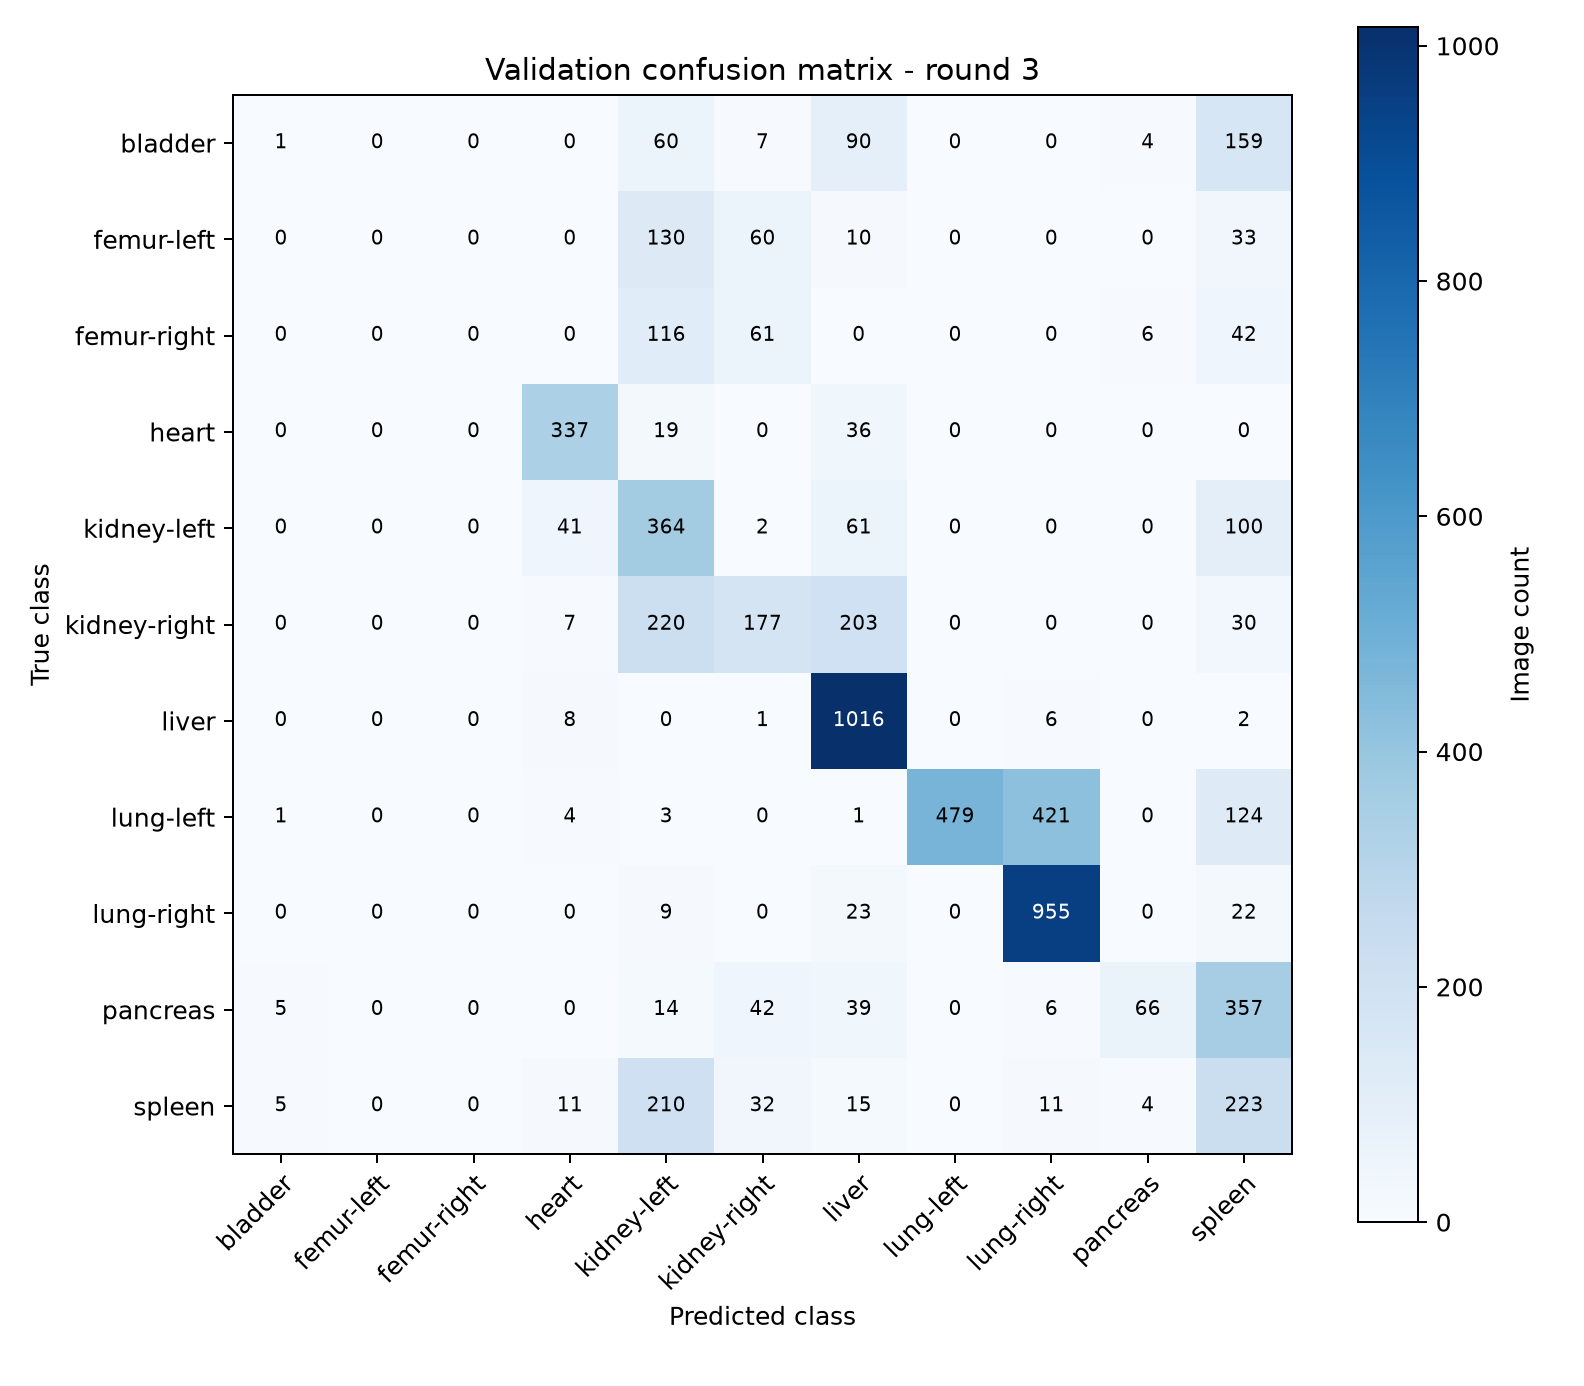 Validation confusion matrix - round 3
bladder 1 0 0 0 60 7 90 0 0 4 159
femur-left 0 0 0 0 130 60 10 0 0 0 33
femur-right 0 0 0 0 116 61 0 0 0 6 42
heart 0 0 0 337 19 0 36 0 0 0 0
kidney-left 0 0 0 41 364 2 61 0 0 0 100
kidney-right 0 0 0 7 220 177 203 0 0 0 30
liver 0 0 0 8 0 1 1016 0 6 0 2
lung-left 1 0 0 4 3 0 1 479 421 0 124
lung-right 0 0 0 0 9 0 23 0 955 0 22
pancreas 5 0 0 0 14 42 39 0 6 66 357
spleen 5 0 0 11 210 32 15 0 11 4 223
True class
bladder femur-left femur-right heart kidney-left kidney-right liver lung-left lung-right pancreas spleen
Predicted class
1000
800
600
400
200
0
Image count